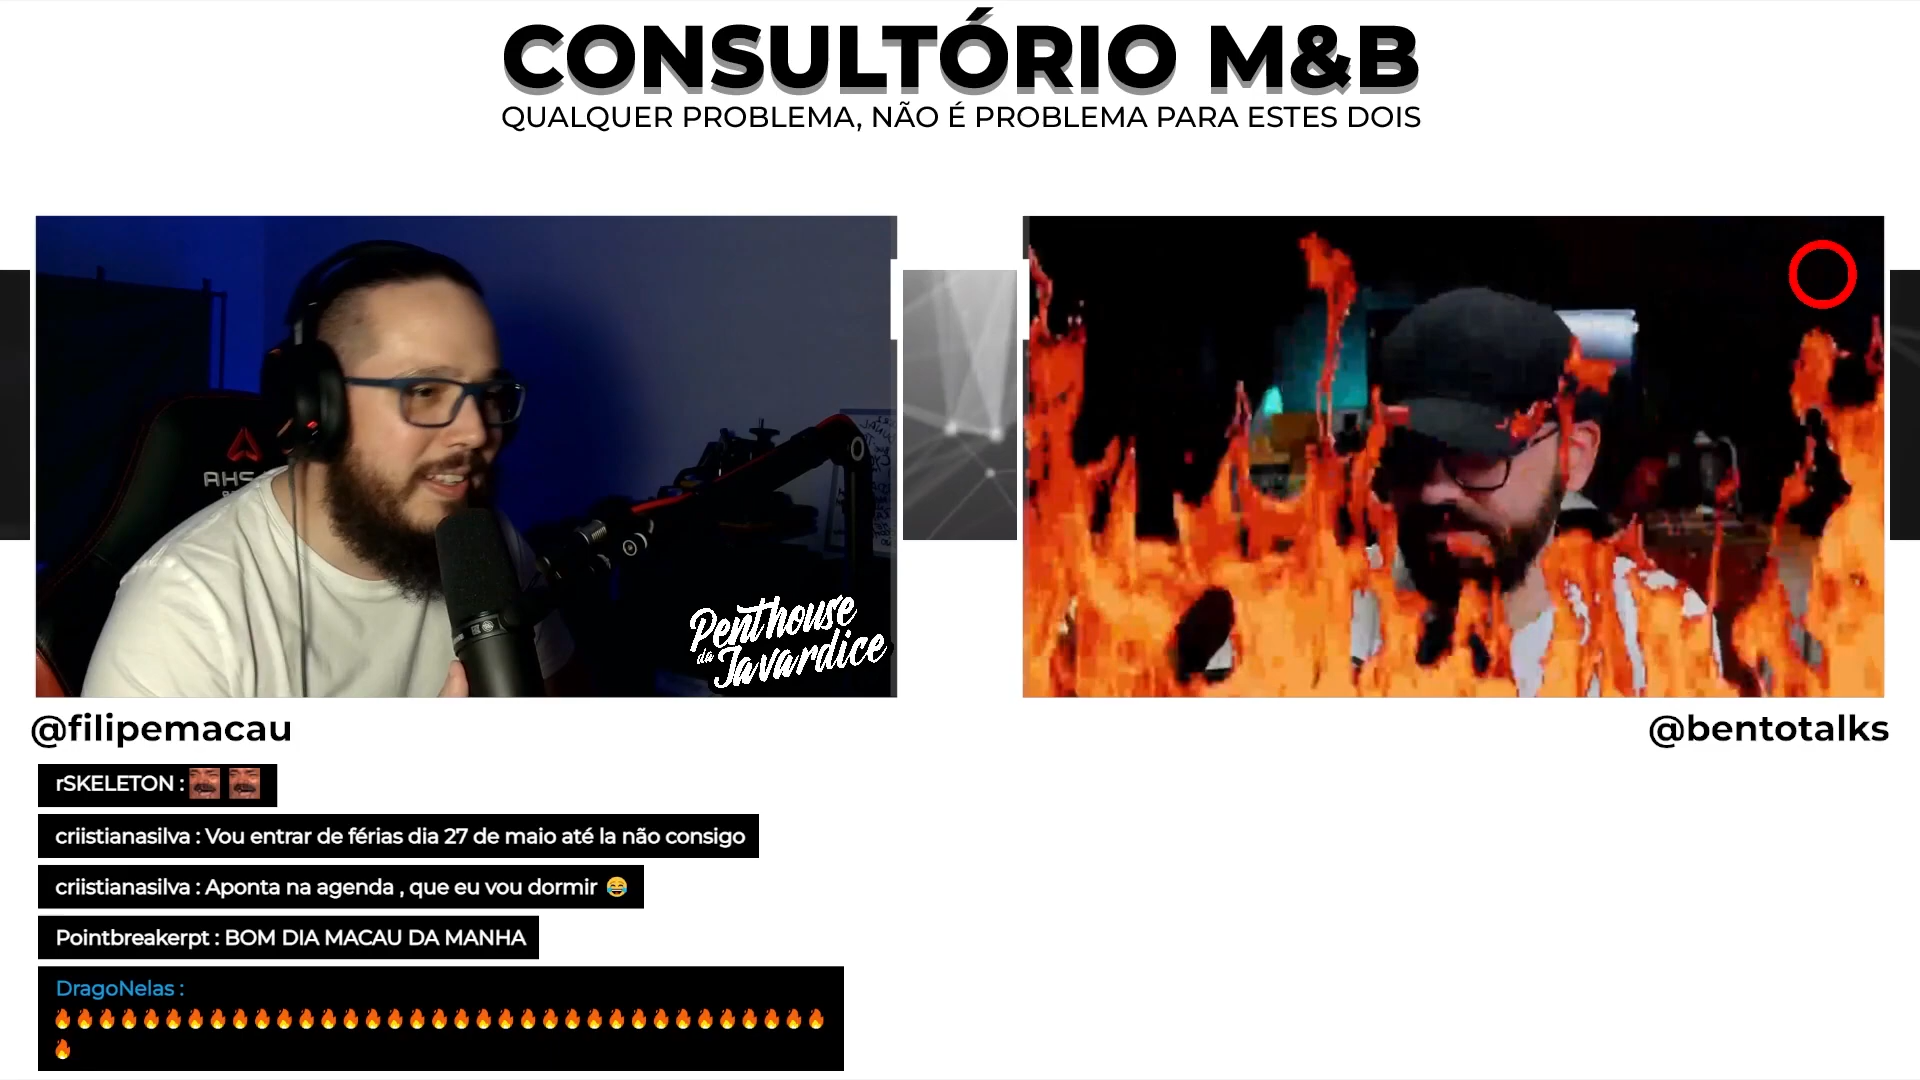 CONSULTÓRIO M&B
QUALQUER PROBLEMA, NÃO É PROBLEMA PARA ESTES DOIS
AHS
Penthouse
da Javardice
@filipemacau
@bentotalks
rSKELETON :
criistianasilva : Vou entrar de férias dia 27 de maio até la não consigo
criistianasilva : Aponta na agenda , que eu vou dormir 😂
Pointbreakerpt : BOM DIA MACAU DA MANHA
DragoNelas :
🔥🔥🔥🔥🔥🔥🔥🔥🔥🔥🔥🔥🔥🔥🔥🔥🔥🔥🔥🔥🔥🔥🔥🔥🔥🔥🔥🔥🔥🔥🔥🔥🔥🔥🔥
🔥